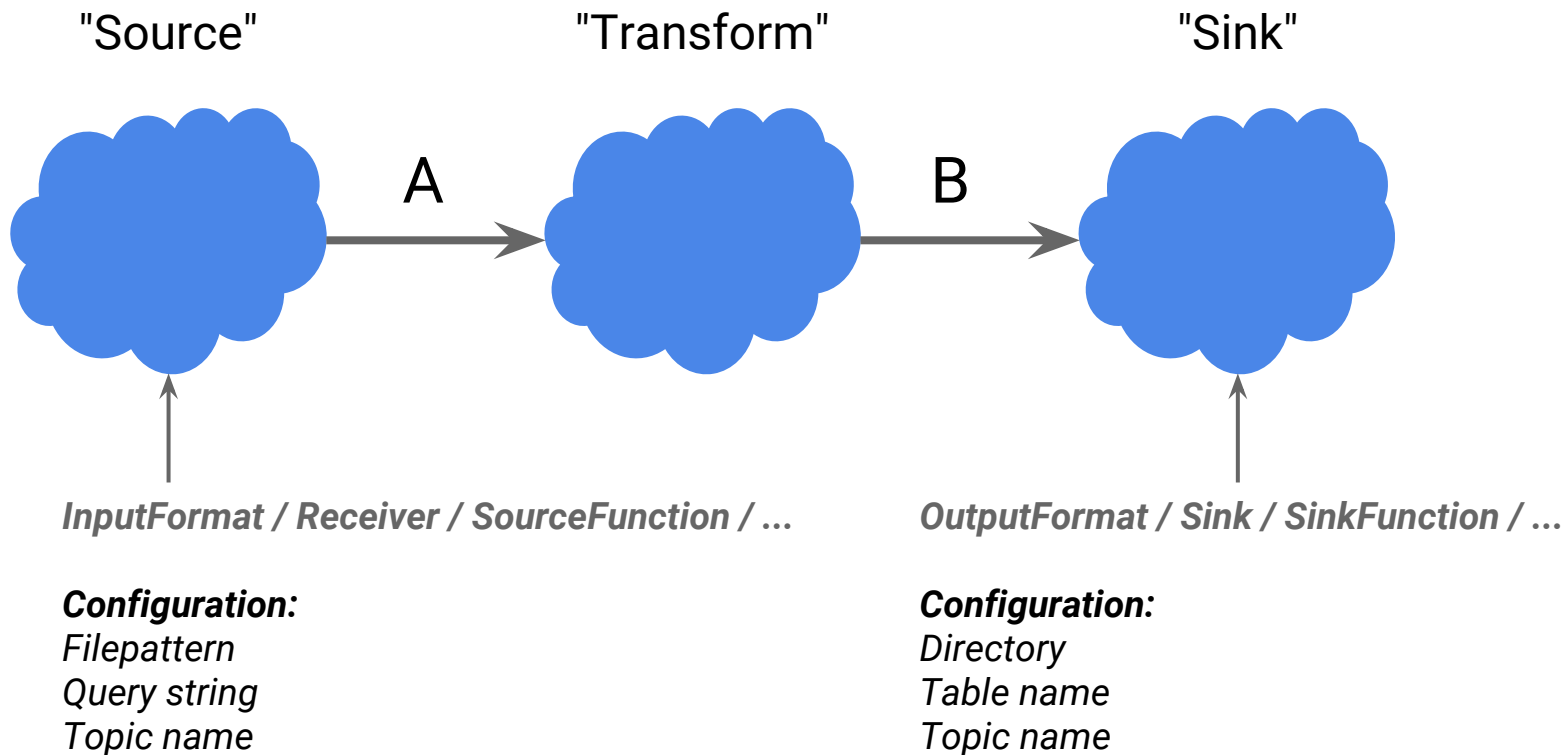 "Source"
"Transform"
"Sink"
A
B
InputFormat / Receiver / SourceFunction / ...
Configuration:
Filepattern
Query string
Topic name
OutputFormat / Sink / SinkFunction / ...
Configuration:
Directory
Table name
Topic name